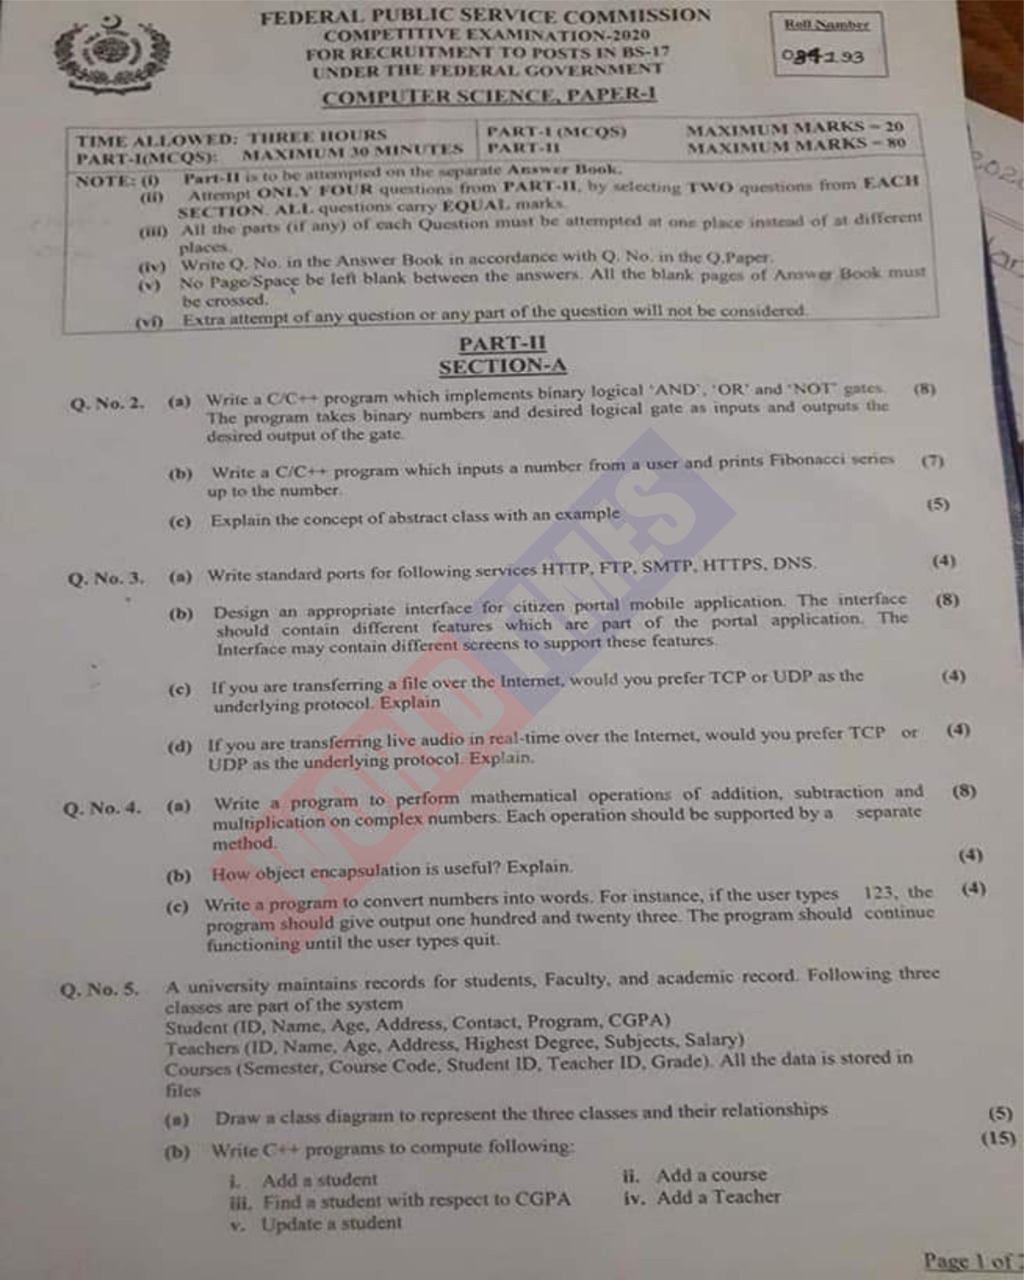 FEDERAL PUBLIC SERVICE COMMISSION
COMPETITIVE EXAMINATION-2020
FOR RECRUITMENT TO POSTS IN BS-17
UNDER THE FEDERAL GOVERNMENT
COMPUTER SCIENCE, PAPER-I
Roll Number
TIME ALLOWED: THREE HOURS PART-I (MCQS) MAXIMUM MARKS = 20
PART-I(MCQS): MAXIMUM 30 MINUTES PART-II MAXIMUM MARKS = 80
NOTE: (i) Part-II is to be attempted on the separate Answer Book.
(ii) Attempt ONLY FOUR questions from PART-II, by selecting TWO questions from EACH
SECTION. ALL questions carry EQUAL marks.
(iii) All the parts (if any) of each Question must be attempted at one place instead of at different
places.
(iv) Write Q. No. in the Answer Book in accordance with Q. No. in the Q.Paper.
(v) No Page/Space be left blank between the answers. All the blank pages of Answer Book must
be crossed.
(vi) Extra attempt of any question or any part of the question will not be considered.
PART-II
SECTION-A
Q. No. 2. (a) Write a C/C++ program which implements binary logical 'AND', 'OR' and 'NOT' gates. (8)
The program takes binary numbers and desired logical gate as inputs and outputs the
desired output of the gate.
(b) Write a C/C++ program which inputs a number from a user and prints Fibonacci series (7)
up to the number.
(c) Explain the concept of abstract class with an example (5)
Q. No. 3. (a) Write standard ports for following services HTTP, FTP, SMTP, HTTPS, DNS. (4)
(b) Design an appropriate interface for citizen portal mobile application. The interface (8)
should contain different features which are part of the portal application. The
Interface may contain different screens to support these features.
(c) If you are transferring a file over the Internet, would you prefer TCP or UDP as the (4)
underlying protocol. Explain
(d) If you are transferring live audio in real-time over the Internet, would you prefer TCP or (4)
UDP as the underlying protocol. Explain.
Q. No. 4. (a) Write a program to perform mathematical operations of addition, subtraction and (8)
multiplication on complex numbers. Each operation should be supported by a separate
method.
(b) How object encapsulation is useful? Explain. (4)
(c) Write a program to convert numbers into words. For instance, if the user types 123, the (4)
program should give output one hundred and twenty three. The program should continue
functioning until the user types quit.
Q. No. 5. A university maintains records for students, Faculty, and academic record. Following three
classes are part of the system
Student (ID, Name, Age, Address, Contact, Program, CGPA)
Teachers (ID, Name, Age, Address, Highest Degree, Subjects, Salary)
Courses (Semester, Course Code, Student ID, Teacher ID, Grade). All the data is stored in
files
(a) Draw a class diagram to represent the three classes and their relationships (5)
(b) Write C++ programs to compute following: (15)
i. Add a student ii. Add a course
iii. Find a student with respect to CGPA iv. Add a Teacher
v. Update a student
Page 1 of